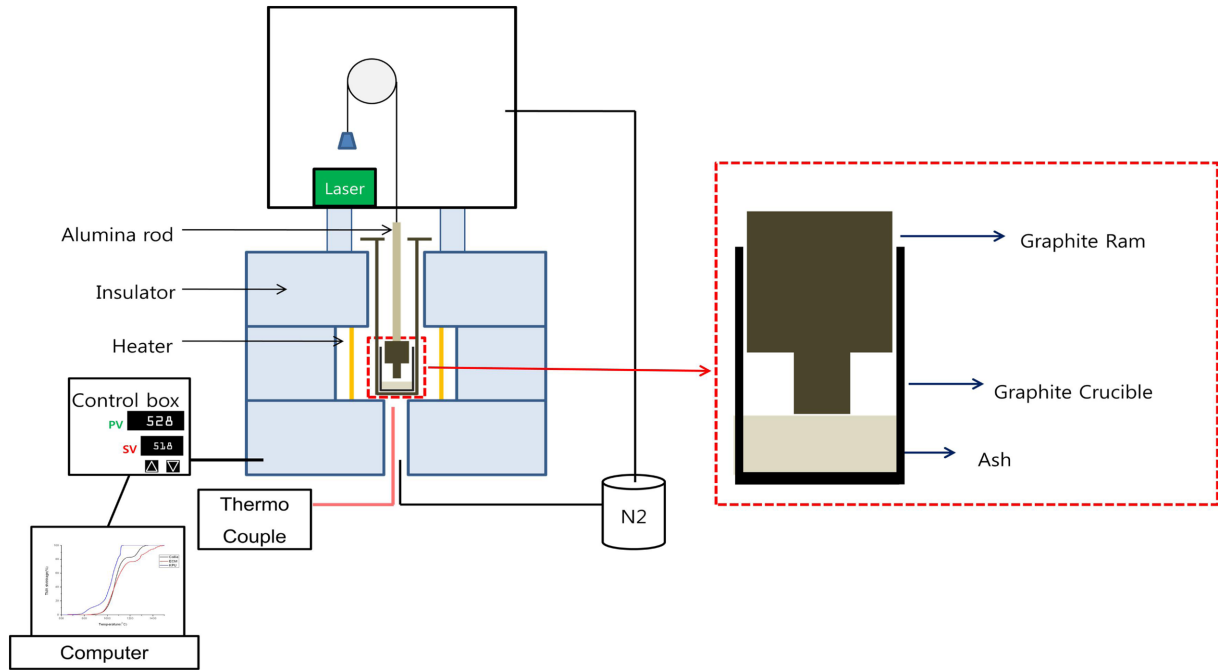 Laser
Alumina rod
Insulator
Heater
Control box
PV 528
SV 518
Thermo
Couple
N2
Computer
Temperature, (°C)
Graphite Ram
Graphite Crucible
Ash